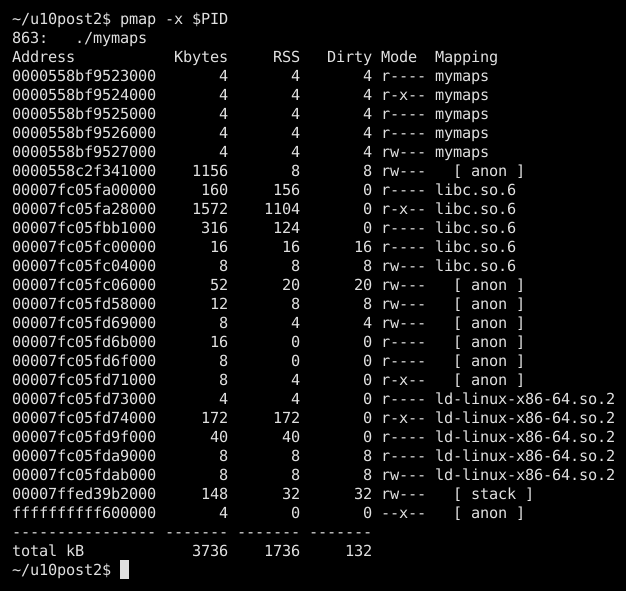 ~/u10post2$ pmap -x $PID
863:   ./mymaps
Address           Kbytes     RSS   Dirty Mode  Mapping
0000558bf9523000       4       4       4 r---- mymaps
0000558bf9524000       4       4       4 r-x-- mymaps
0000558bf9525000       4       4       4 r---- mymaps
0000558bf9526000       4       4       4 r---- mymaps
0000558bf9527000       4       4       4 rw--- mymaps
0000558c2f341000    1156       8       8 rw---   [ anon ]
00007fc05fa00000     160     156       0 r---- libc.so.6
00007fc05fa28000    1572    1104       0 r-x-- libc.so.6
00007fc05fbb1000     316     124       0 r---- libc.so.6
00007fc05fc00000      16      16      16 r---- libc.so.6
00007fc05fc04000       8       8       8 rw--- libc.so.6
00007fc05fc06000      52      20      20 rw---   [ anon ]
00007fc05fd58000      12       8       8 rw---   [ anon ]
00007fc05fd69000       8       4       4 rw---   [ anon ]
00007fc05fd6b000      16       0       0 r----   [ anon ]
00007fc05fd6f000       8       0       0 r----   [ anon ]
00007fc05fd71000       8       4       0 r-x--   [ anon ]
00007fc05fd73000       4       4       0 r---- ld-linux-x86-64.so.2
00007fc05fd74000     172     172       0 r-x-- ld-linux-x86-64.so.2
00007fc05fd9f000      40      40       0 r---- ld-linux-x86-64.so.2
00007fc05fda9000       8       8       8 r---- ld-linux-x86-64.so.2
00007fc05fdab000       8       8       8 rw--- ld-linux-x86-64.so.2
00007ffed39b2000     148      32      32 rw---   [ stack ]
ffffffffff600000       4       0       0 --x--   [ anon ]
---------------- ------- ------- -------
total kB            3736    1736     132
~/u10post2$